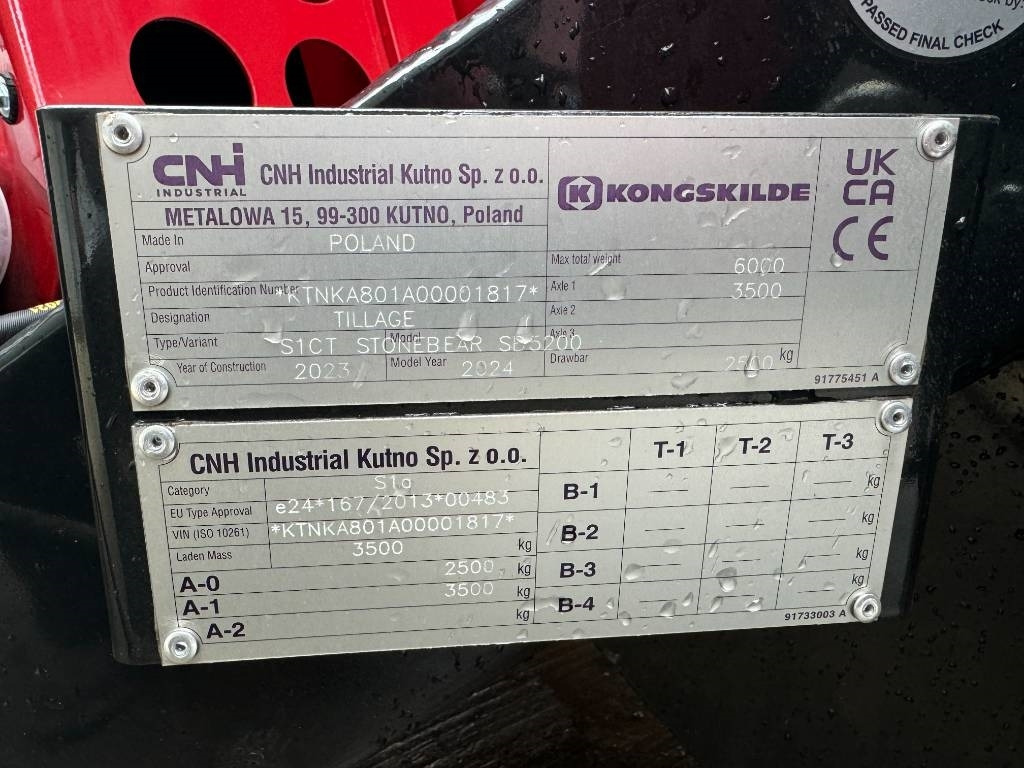 PASSED FINAL CHECK
CNH
INDUSTRIAL
CNH Industrial Kutno Sp. z o.o.
METALOWA 15, 99-300 KUTNO, Poland
Made In POLAND
Approval
Product Identification Number *KTNKA801A00001817*
Designation TILLAGE
Type/Variant S1CT Model STONEBEAR SB5200
Year of Construction 2023 Model Year 2024
K KONGSKILDE
Max total weight 6000
Axle 1 3500
Axle 2
Axle 3
Drawbar 2500 kg
UK
CA
CE
91775451 A
CNH Industrial Kutno Sp. z o.o.
Category S1a
EU Type Approval e24*167/2013*00483
VIN (ISO 10261) *KTNKA801A00001817*
Laden Mass 3500 kg
A-0 2500 kg
A-1 3500 kg
A-2 kg
T-1 T-2 T-3
B-1 — — — kg
B-2 — — — kg
B-3 — — — kg
B-4 — — — kg
91733003 A